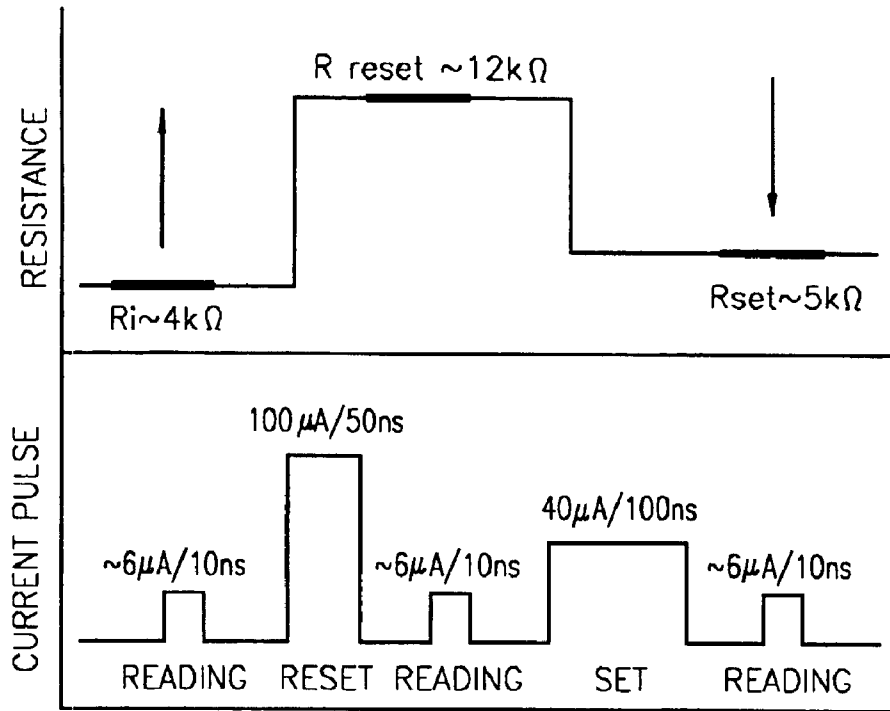 RESISTANCE
R reset ~12kΩ
Ri~4kΩ
Rset~5kΩ
CURRENT PULSE
100µA/50ns
40µA/100ns
~6µA/10ns
~6µA/10ns
~6µA/10ns
READING RESET READING SET READING